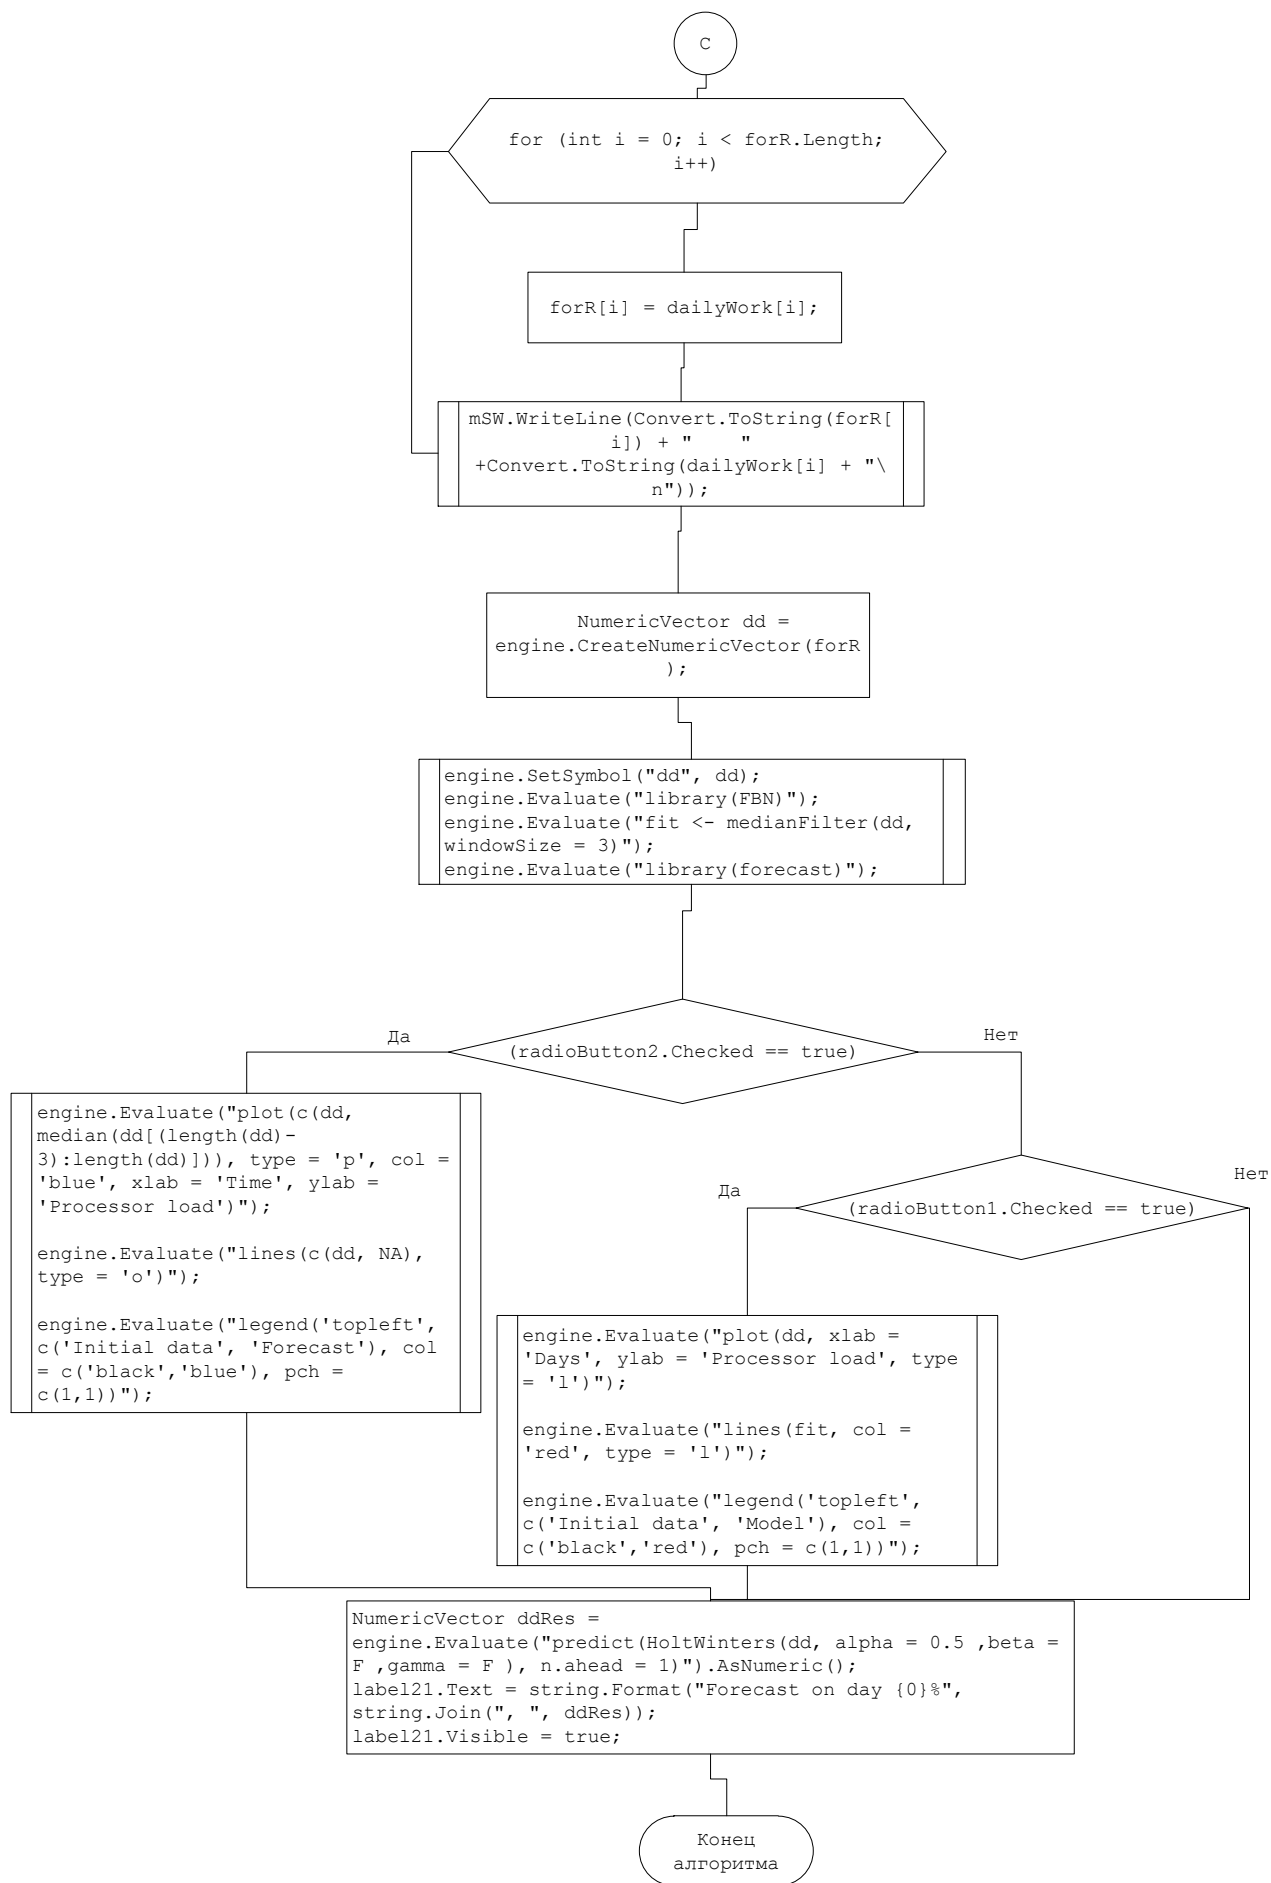 C
for (int i = 0; i < forR.Length;
i++)
forR[i] = dailyWork[i];
mSW.WriteLine(Convert.ToString(forR[
i]) + "    "
+Convert.ToString(dailyWork[i] + "\
n"));
NumericVector dd =
engine.CreateNumericVector(forR
);
engine.SetSymbol("dd", dd);
engine.Evaluate("library(FBN)");
engine.Evaluate("fit <- medianFilter(dd,
windowSize = 3)");
engine.Evaluate("library(forecast)");
Да
(radioButton2.Checked == true)
Нет
engine.Evaluate("plot(c(dd,
median(dd[(length(dd)-
3):length(dd)])), type = 'p', col =
'blue', xlab = 'Time', ylab =
'Processor load')");
engine.Evaluate("lines(c(dd, NA),
type = 'o')");
engine.Evaluate("legend('topleft',
c('Initial data', 'Forecast'), col
= c('black','blue'), pch =
c(1,1))");
Да
(radioButton1.Checked == true)
Нет
engine.Evaluate("plot(dd, xlab =
'Days', ylab = 'Processor load', type
= 'l')");
engine.Evaluate("lines(fit, col =
'red', type = 'l')");
engine.Evaluate("legend('topleft',
c('Initial data', 'Model'), col =
c('black','red'), pch = c(1,1))");
NumericVector ddRes =
engine.Evaluate("predict(HoltWinters(dd, alpha = 0.5 ,beta =
F ,gamma = F ), n.ahead = 1)").AsNumeric();
label21.Text = string.Format("Forecast on day {0}%",
string.Join(", ", ddRes));
label21.Visible = true;
Конец
алгоритма